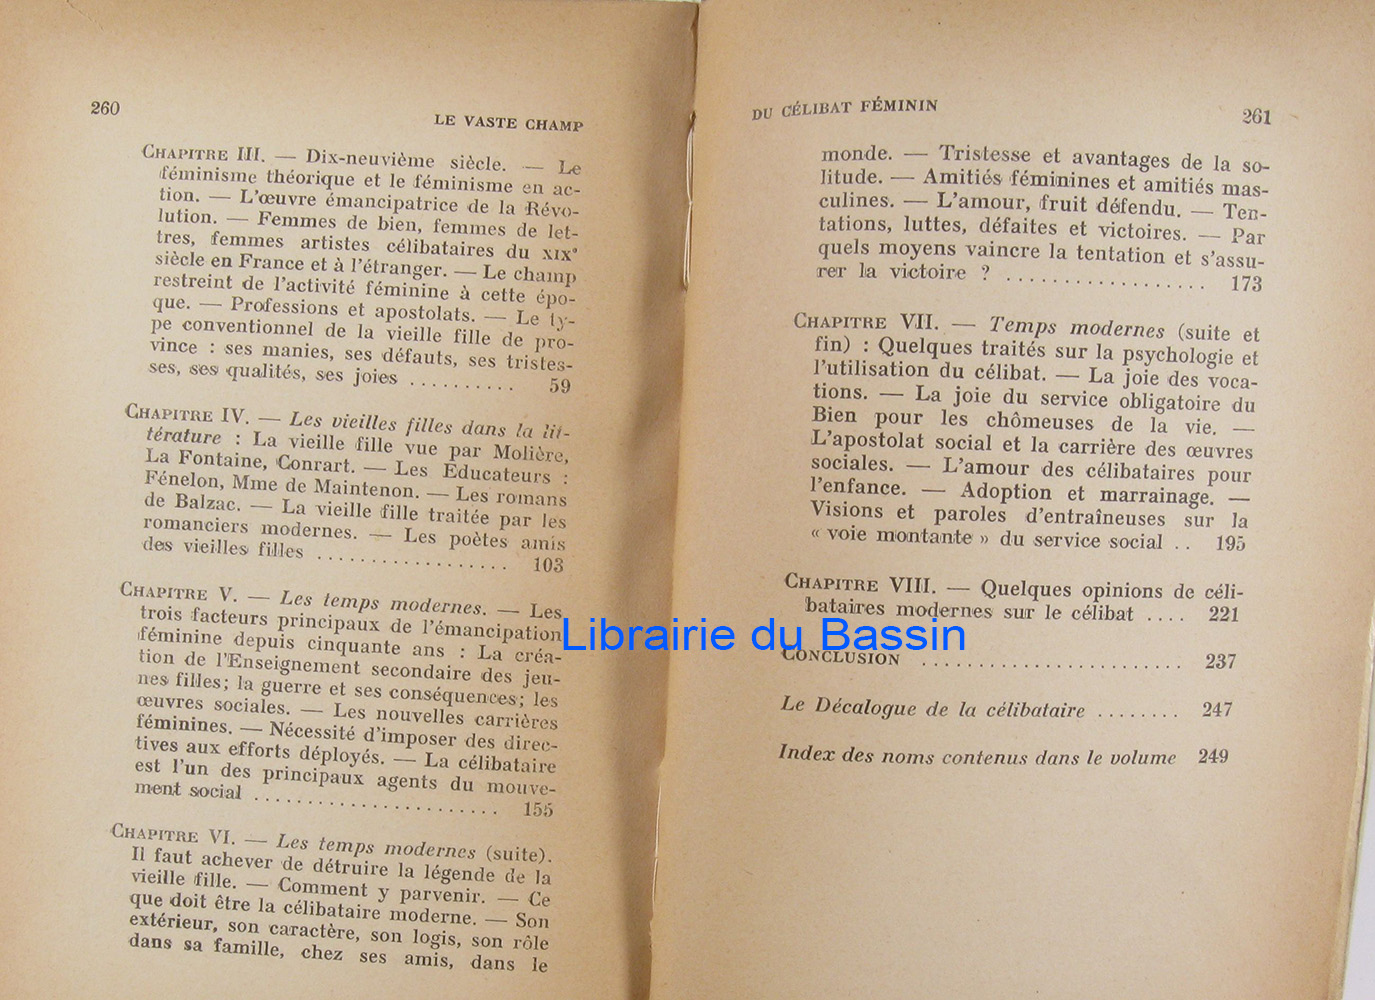 260
LE VASTE CHAMP
CHAPITRE III. — Dix-neuvième siècle. — Le
féminisme théorique et le féminisme en ac-
tion. — L'œuvre émancipatrice de la Révo-
lution. — Femmes de bien, femmes de let-
tres, femmes artistes célibataires du XIXe
siècle en France et à l'étranger. — Le champ
restreint de l'activité féminine à cette épo-
que. — Professions et apostolats. — Le ty-
pe conventionnel de la vieille fille de pro-
vince : ses manies, ses défauts, ses tristes-
ses, ses qualités, ses joies .......... 59
CHAPITRE IV. — Les vieilles filles dans la lit-
térature : La vieille fille vue par Molière,
La Fontaine, Conrart. — Les Educateurs :
Fénelon, Mme de Maintenon. — Les romans
de Balzac. — La vieille fille traitée par les
romanciers modernes. — Les poètes amis
des vieilles filles .................. 103
CHAPITRE V. — Les temps modernes. — Les
trois facteurs principaux de l'émancipation
féminine depuis cinquante ans : La créa-
tion de l'Enseignement secondaire des jeu-
nes filles; la guerre et ses conséquences; les
œuvres sociales. — Les nouvelles carrières
féminines. — Nécessité d'imposer des direc-
tives aux efforts déployés. — La célibataire
est l'un des principaux agents du mouve-
ment social ...................... 155
CHAPITRE VI. — Les temps modernes (suite).
Il faut achever de détruire la légende de la
vieille fille. — Comment y parvenir. — Ce
que doit être la célibataire moderne. — Son
extérieur, son caractère, son logis, son rôle
dans sa famille, chez ses amis, dans le
DU CÉLIBAT FÉMININ
261
monde. — Tristesse et avantages de la so-
litude. — Amitiés féminines et amitiés mas-
culines. — L'amour, fruit défendu. — Ten-
tations, luttes, défaites et victoires. — Par
quels moyens vaincre la tentation et s'assu-
rer la victoire ? .................. 173
CHAPITRE VII. — Temps modernes (suite et
fin) : Quelques traités sur la psychologie et
l'utilisation du célibat. — La joie des voca-
tions. — La joie du service obligatoire du
Bien pour les chômeuses de la vie. —
L'apostolat social et la carrière des œuvres
sociales. — L'amour des célibataires pour
l'enfance. — Adoption et marrainage. —
Visions et paroles d'entraîneuses sur la
« voie montante » du service social .. 195
CHAPITRE VIII. — Quelques opinions de céli-
bataires modernes sur le célibat .... 221
CONCLUSION ........................ 237
Le Décalogue de la célibataire ........ 247
Index des noms contenus dans le volume 249
Librairie du Bassin